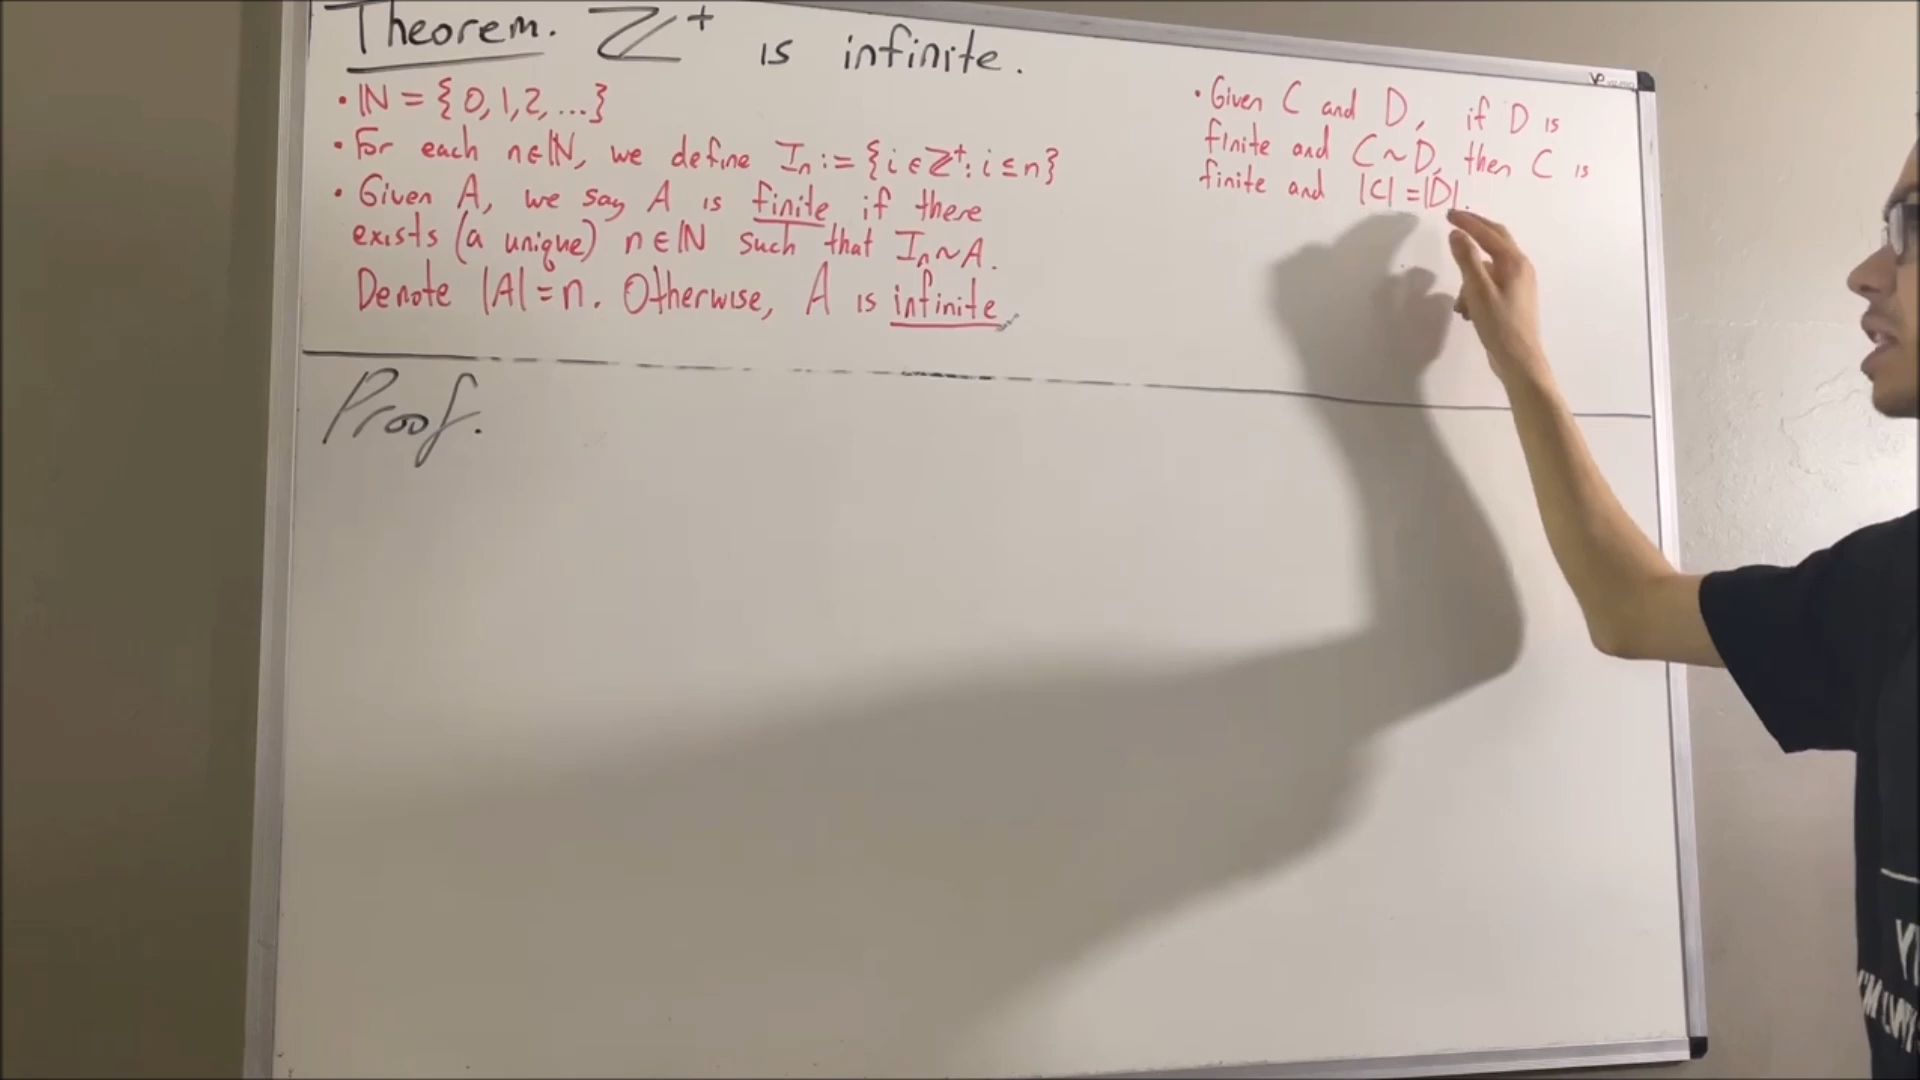 Theorem. ℤ⁺ is infinite.
• ℕ = {0,1,2,...}
• For each n∈ℕ, we define Iₙ := {i∈ℤ⁺: i ≤ n}
• Given A, we say A is finite if there
exists (a unique) n∈ℕ such that Iₙ~A.
Denote |A|=n. Otherwise, A is infinite.
• Given C and D, if D is
finite and C~D, then C is
finite and |C|=|D|.
Proof.